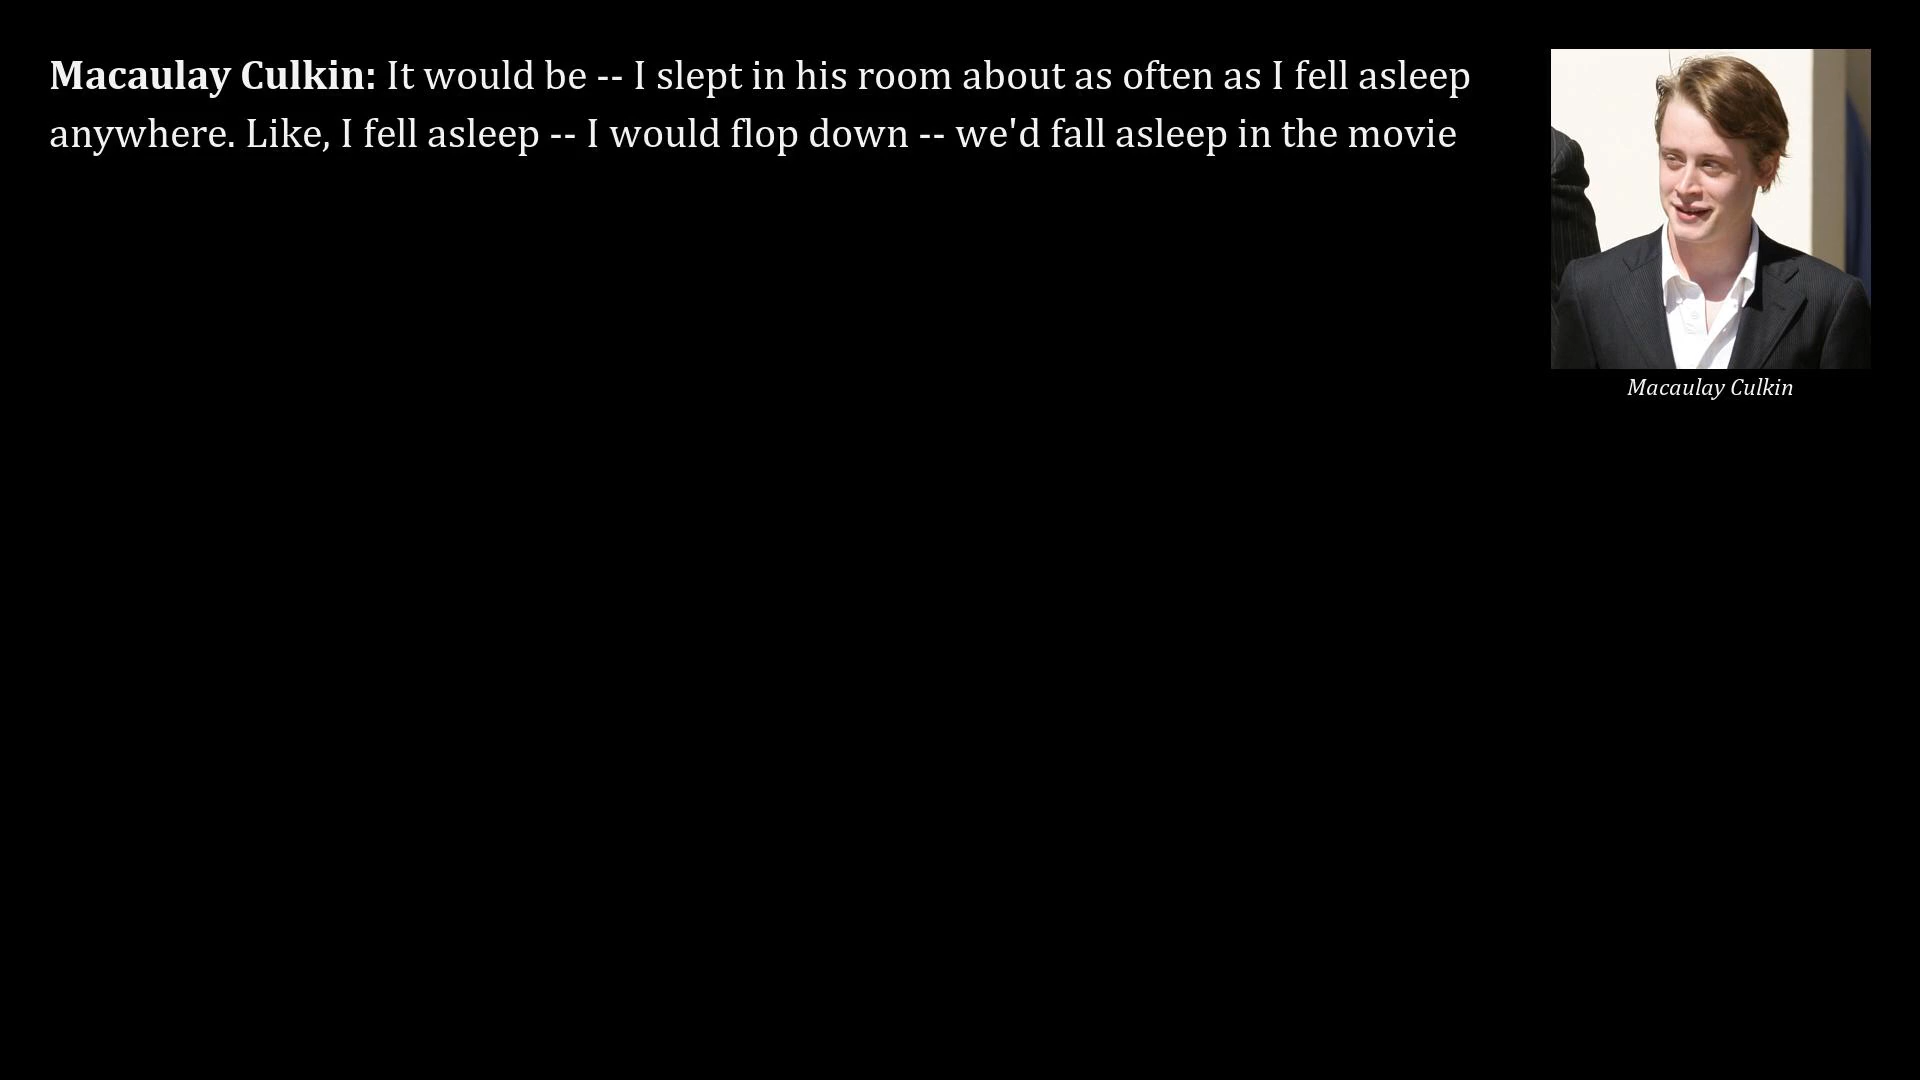 Macaulay Culkin: It would be -- I slept in his room about as often as I fell asleep
anywhere. Like, I fell asleep -- I would flop down -- we'd fall asleep in the movie
Macaulay Culkin